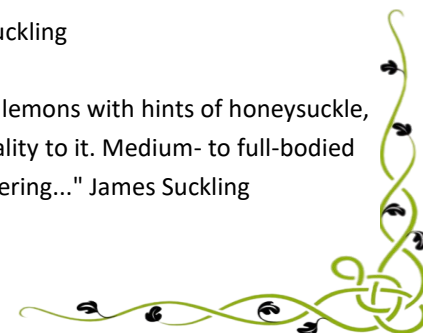 uckling
lemons with hints of honeysuckle,
ality to it. Medium- to full-bodied
ering..." James Suckling